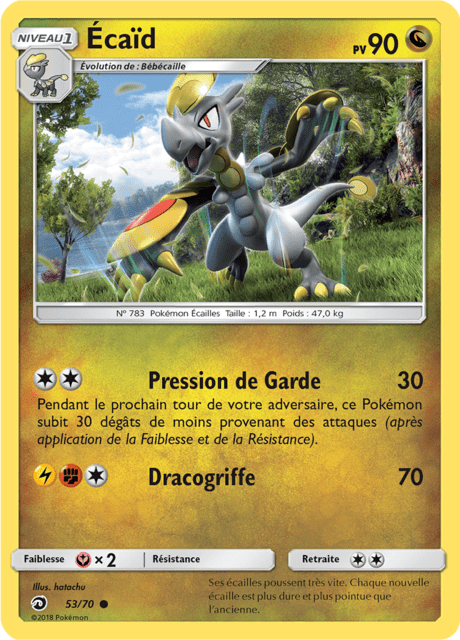 NIVEAU 1
Écaïd
PV 90
Évolution de : Bébécaille
N° 783 Pokémon Écailles Taille : 1,2 m Poids : 47,0 kg
Pression de Garde 30
Pendant le prochain tour de votre adversaire, ce Pokémon
subit 30 dégâts de moins provenant des attaques (après
application de la Faiblesse et de la Résistance).
Dracogriffe 70
Faiblesse × 2 Résistance Retraite
Illus. hatachu
53/70
©2018 Pokémon
Ses écailles poussent très vite. Chaque nouvelle
écaille est plus dure et plus pointue que
l'ancienne.